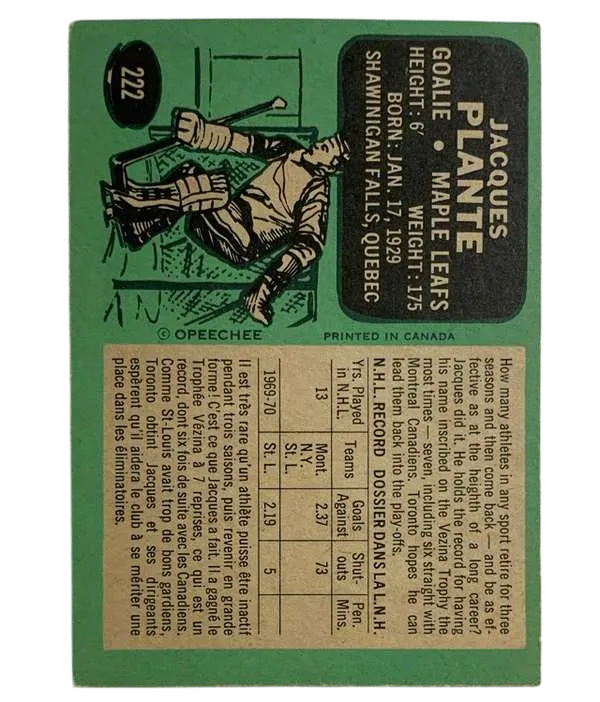 222
JACQUES
PLANTE
GOALIE • MAPLE LEAFS
HEIGHT: 6' WEIGHT: 175
BORN: JAN. 17, 1929
SHAWINIGAN FALLS, QUEBEC
© OPEECHEE
PRINTED IN CANADA
How many athletes in any sport retire for three
seasons and then come back — and be as ef-
fective as at the heighth of a long career?
Jacques did it. He holds the record for having
his name inscribed on the Vezina Trophy the
most times — seven, including six straight with
Montreal Canadiens. Toronto hopes he can
lead them back into the play-offs.
N.H.L. RECORD DOSSIER DANS LA L.N.H.
Yrs. Played Teams Goals Shut- Pen.
in N.H.L. Against outs Mins.
13 Mont. 2.37 73
N.Y.
St. L.
1969-70 St. L. 2.19 5
Il est très rare qu'un athlète puisse être inactif
pendant trois saisons, puis revenir en grande
forme! C'est ce que Jacques a fait. Il a gagné le
Trophée Vézina à 7 reprises, ce qui est un
record, dont six fois de suite avec les Canadiens.
Comme St-Louis avait trop de bons gardiens,
Toronto obtint Jacques et ses dirigeants
espèrent qu'il aidera le club à se mériter une
place dans les éliminatoires.